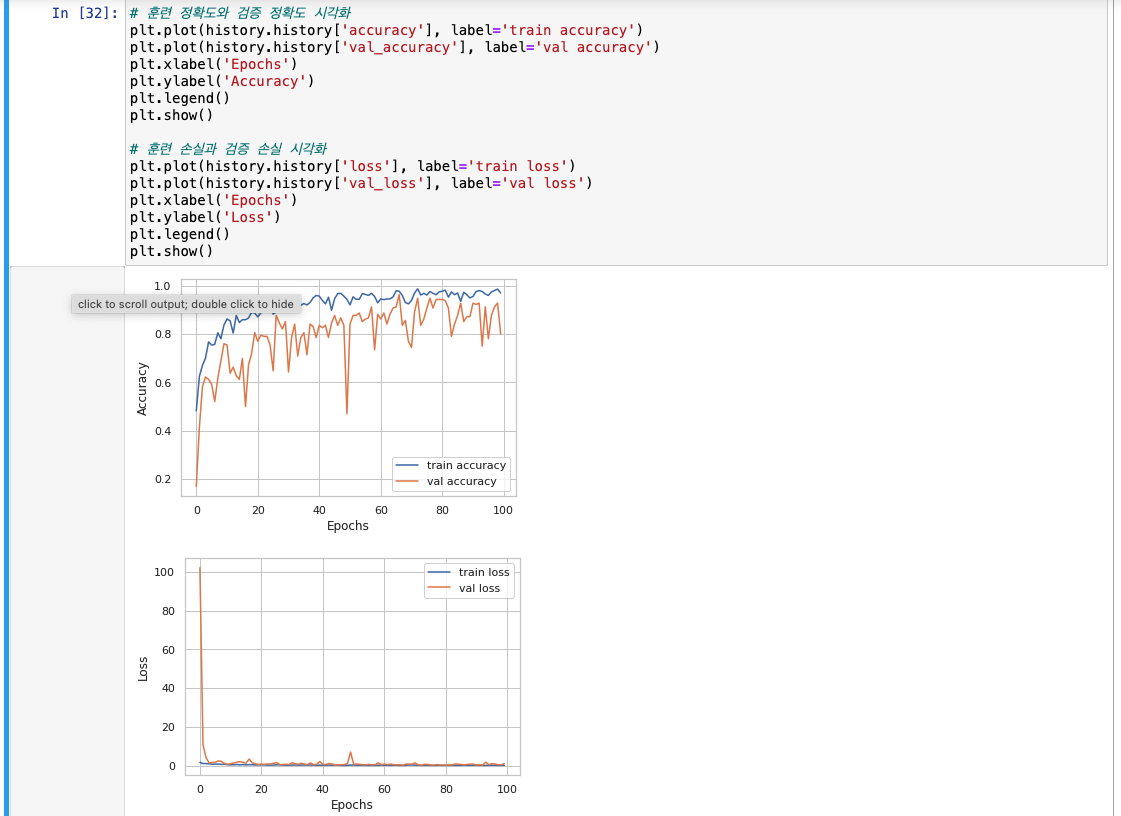 In [32]:
# 훈련 정확도와 검증 정확도 시각화
plt.plot(history.history['accuracy'], label='train accuracy')
plt.plot(history.history['val_accuracy'], label='val accuracy')
plt.xlabel('Epochs')
plt.ylabel('Accuracy')
plt.legend()
plt.show()
# 훈련 손실과 검증 손실 시각화
plt.plot(history.history['loss'], label='train loss')
plt.plot(history.history['val_loss'], label='val loss')
plt.xlabel('Epochs')
plt.ylabel('Loss')
plt.legend()
plt.show()
click to scroll output; double click to hide
1.0
0.8
0.6
0.4
0.2
Accuracy
train accuracy
val accuracy
0 20 40 60 80 100
Epochs
100
80
60
40
20
0
Loss
train loss
val loss
0 20 40 60 80 100
Epochs